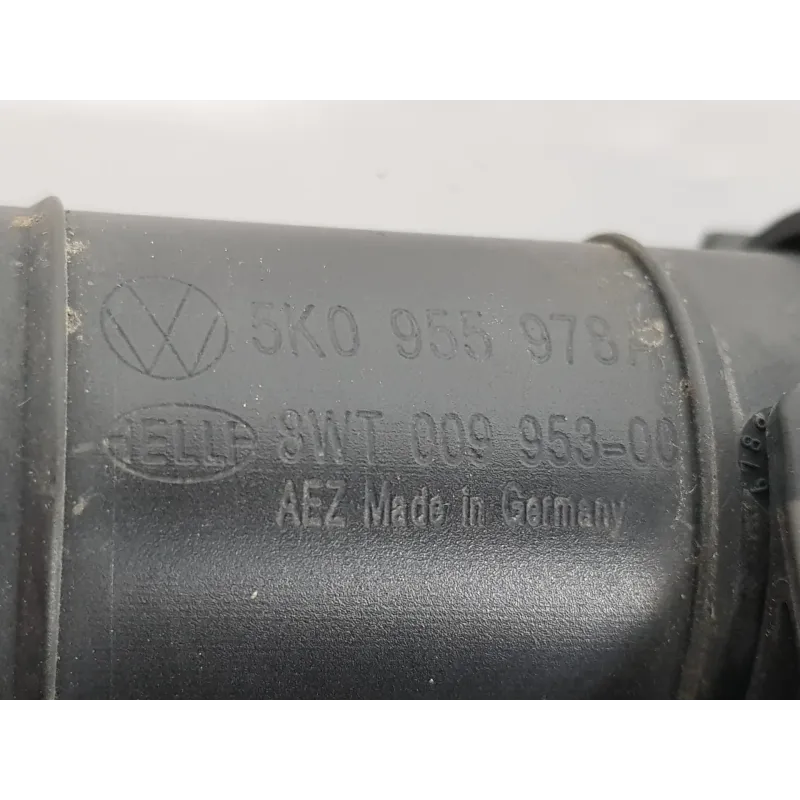 5K0 955 978A
HELLA 8WT 009 953-00
AEZ Made in Germany